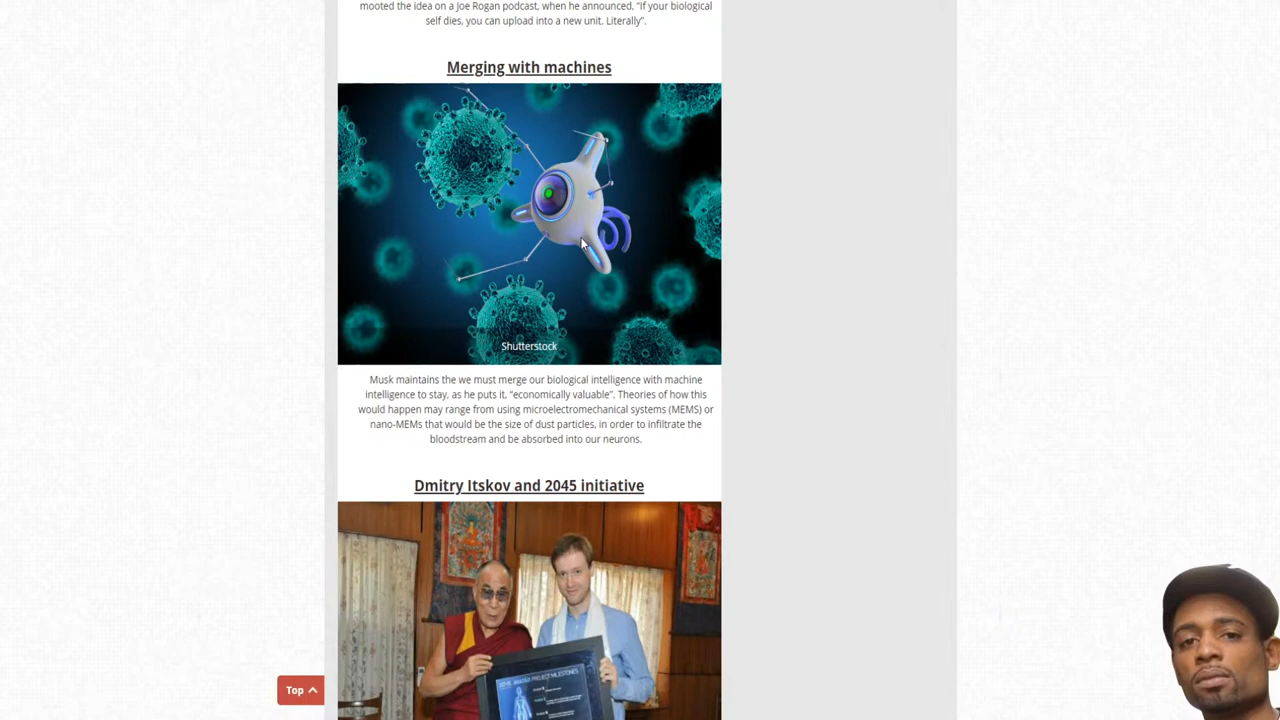 mooted the idea on a Joe Rogan podcast, when he announced, "If your biological
self dies, you can upload into a new unit. Literally".
Merging with machines
Shutterstock
Musk maintains the we must merge our biological intelligence with machine
intelligence to stay, as he puts it, "economically valuable". Theories of how this
would happen may range from using microelectromechanical systems (MEMS) or
nano-MEMs that would be the size of dust particles, in order to infiltrate the
bloodstream and be absorbed into our neurons.
Dmitry Itskov and 2045 initiative
PROJECT MILESTONES
Top